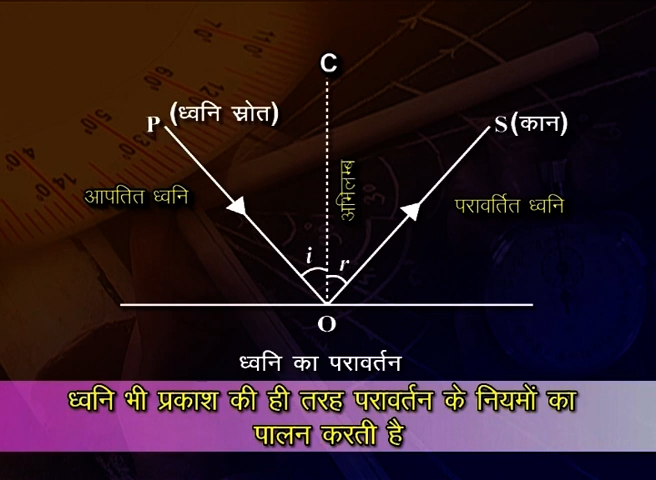 C
P (ध्वनि स्रोत)
S (कान)
अभिलम्ब
आपतित ध्वनि
परावर्तित ध्वनि
i
r
O
ध्वनि का परावर्तन
ध्वनि भी प्रकाश की ही तरह परावर्तन के नियमों का
पालन करती है